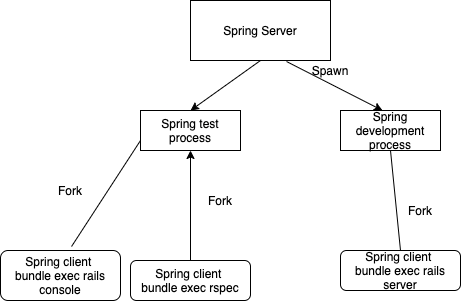 Spring Server
Spawn
Spring test
process
Spring
development
process
Fork
Fork
Fork
Spring client
bundle exec rails
console
Spring client
bundle exec rspec
Spring client
bundle exec rails
server